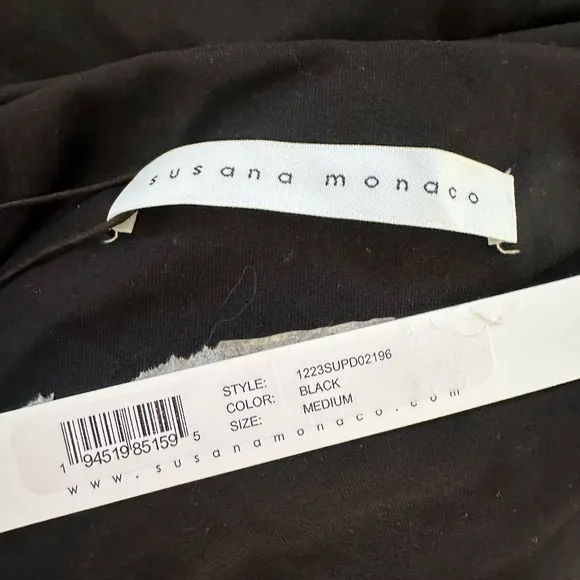 susana monaco
STYLE: 1223SUPD02196
COLOR: BLACK
SIZE: MEDIUM
1 94519 85159 5
www.susanamonaco.com